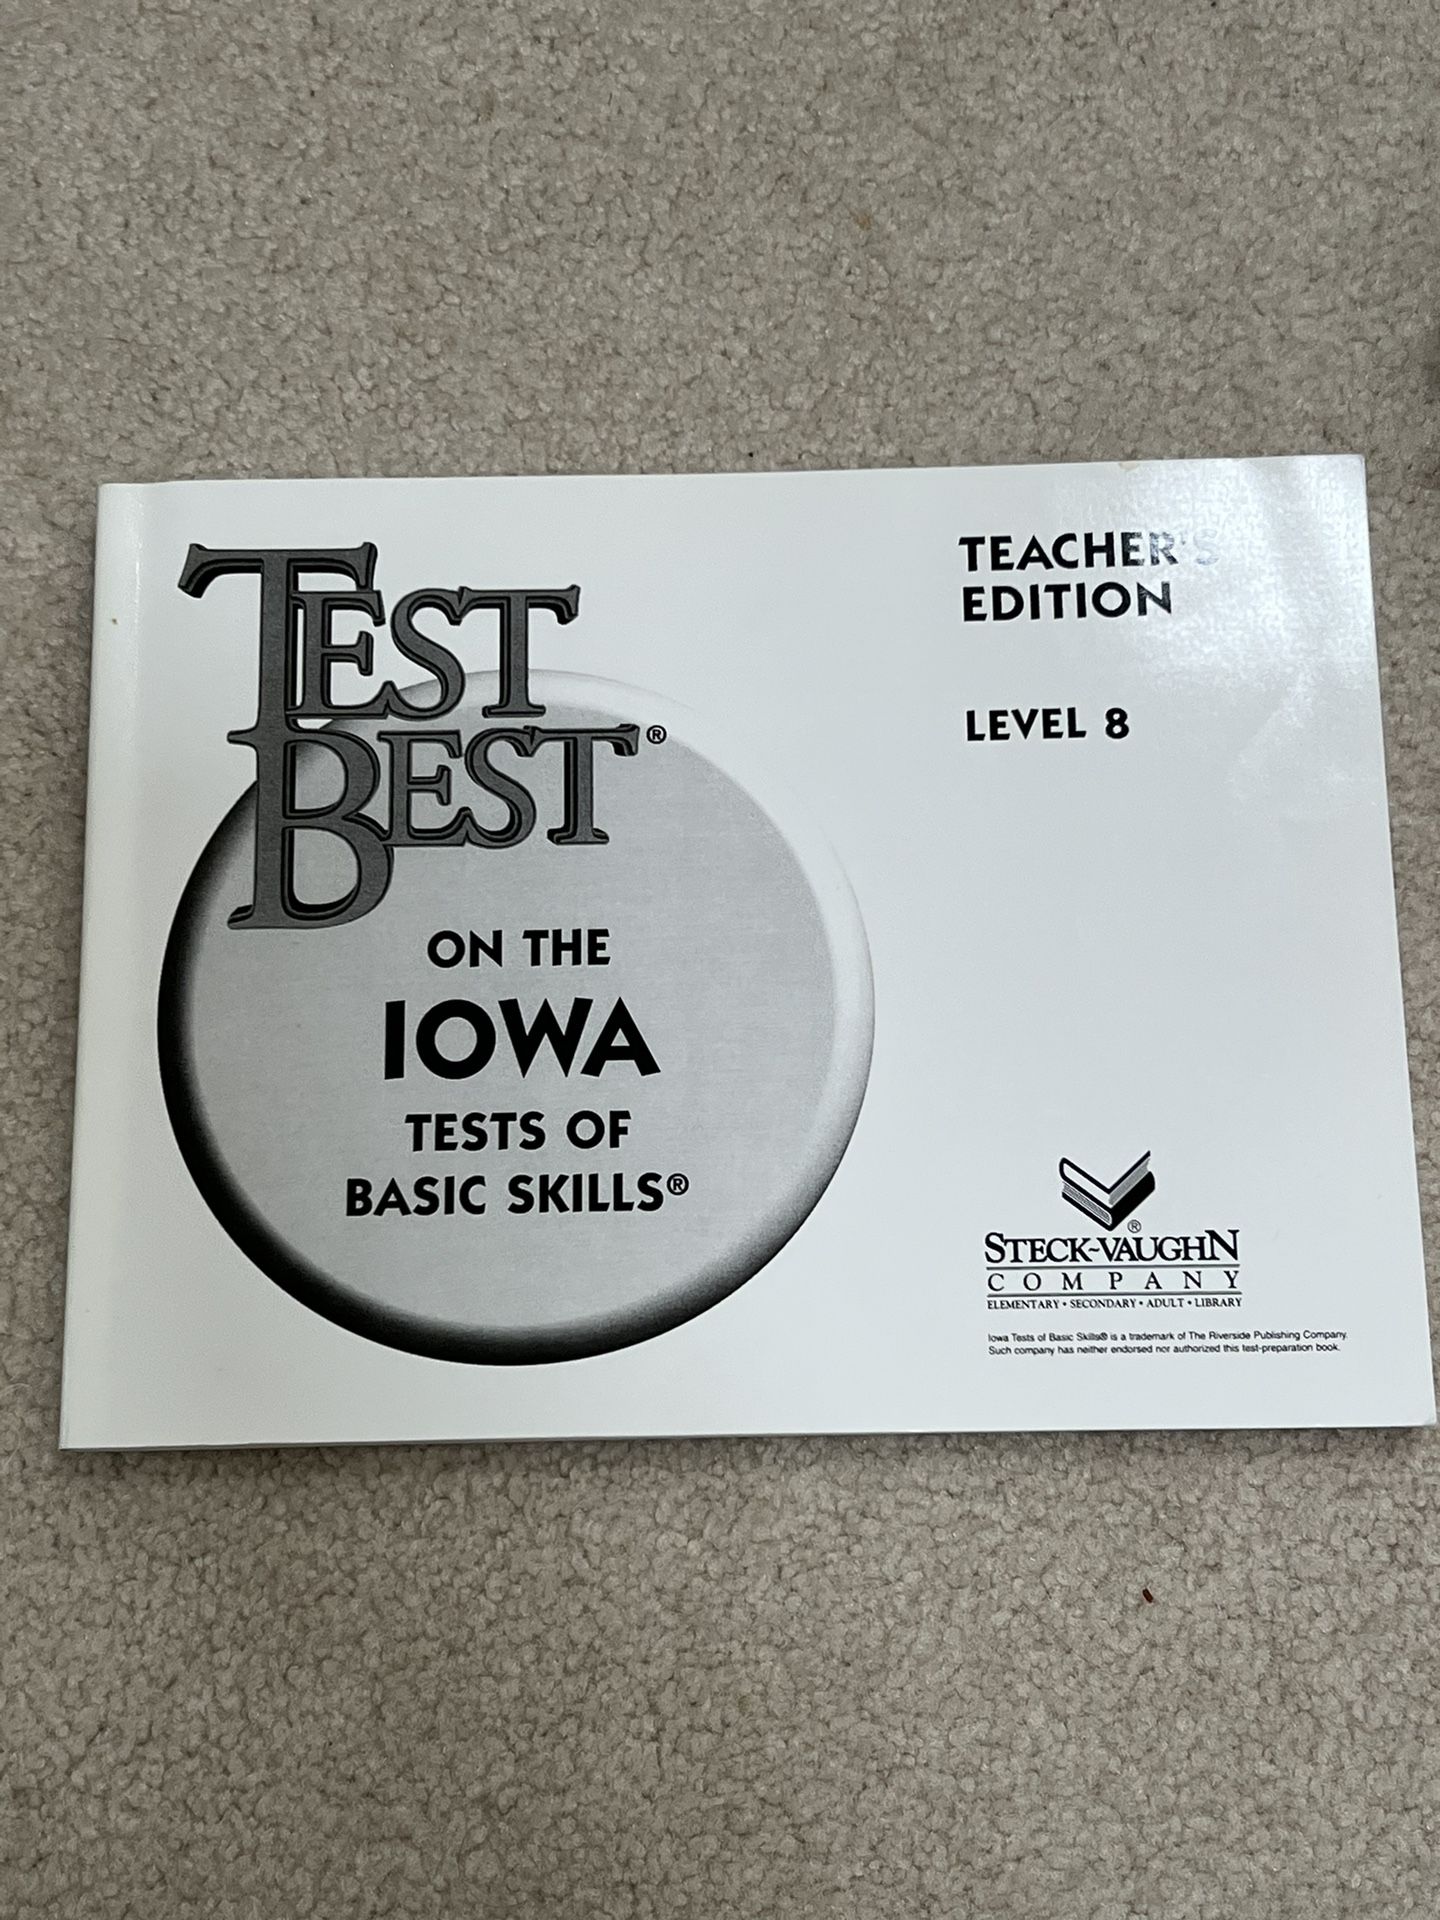 TEST
BEST®
ON THE
IOWA
TESTS OF
BASIC SKILLS®
TEACHER'S
EDITION
LEVEL 8
®
STECK-VAUGHN
COMPANY
ELEMENTARY • SECONDARY • ADULT • LIBRARY
Iowa Tests of Basic Skills® is a trademark of The Riverside Publishing Company.
Such company has neither endorsed nor authorized this test-preparation book.